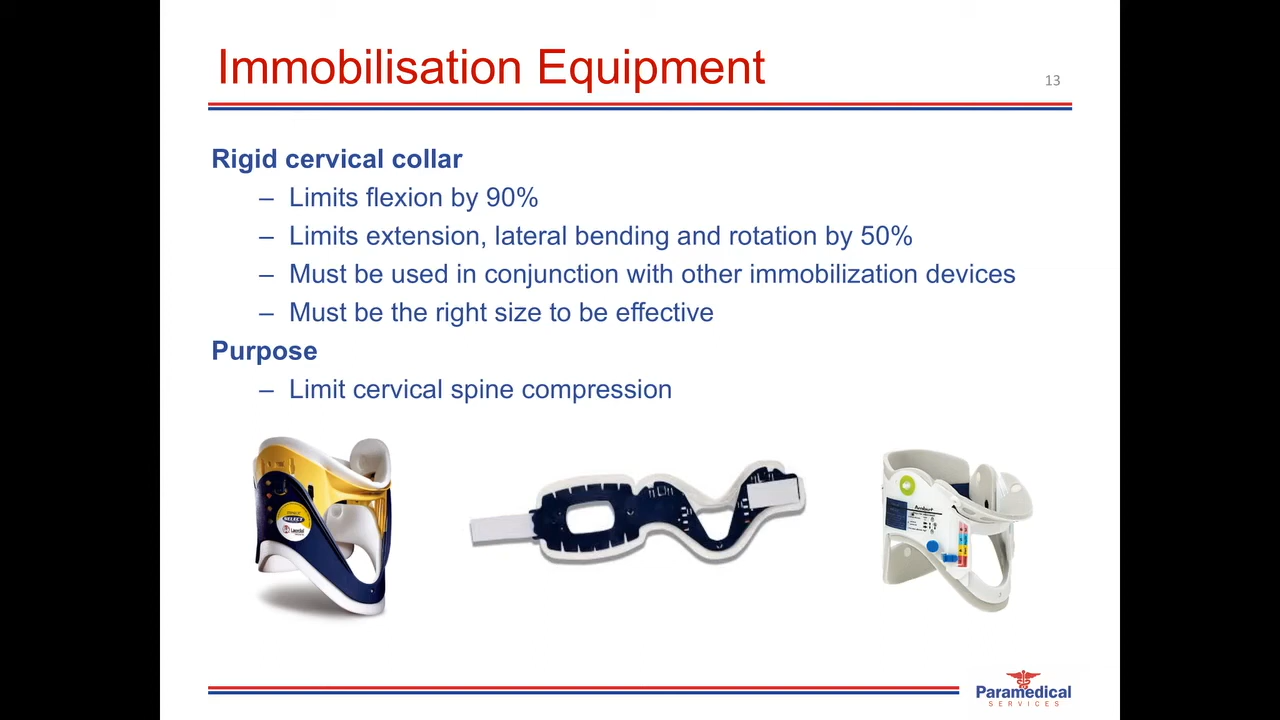 Immobilisation Equipment
13
Rigid cervical collar
– Limits flexion by 90%
– Limits extension, lateral bending and rotation by 50%
– Must be used in conjunction with other immobilization devices
– Must be the right size to be effective
Purpose
– Limit cervical spine compression
SELECT
Laerdal
Paramedical
SERVICES